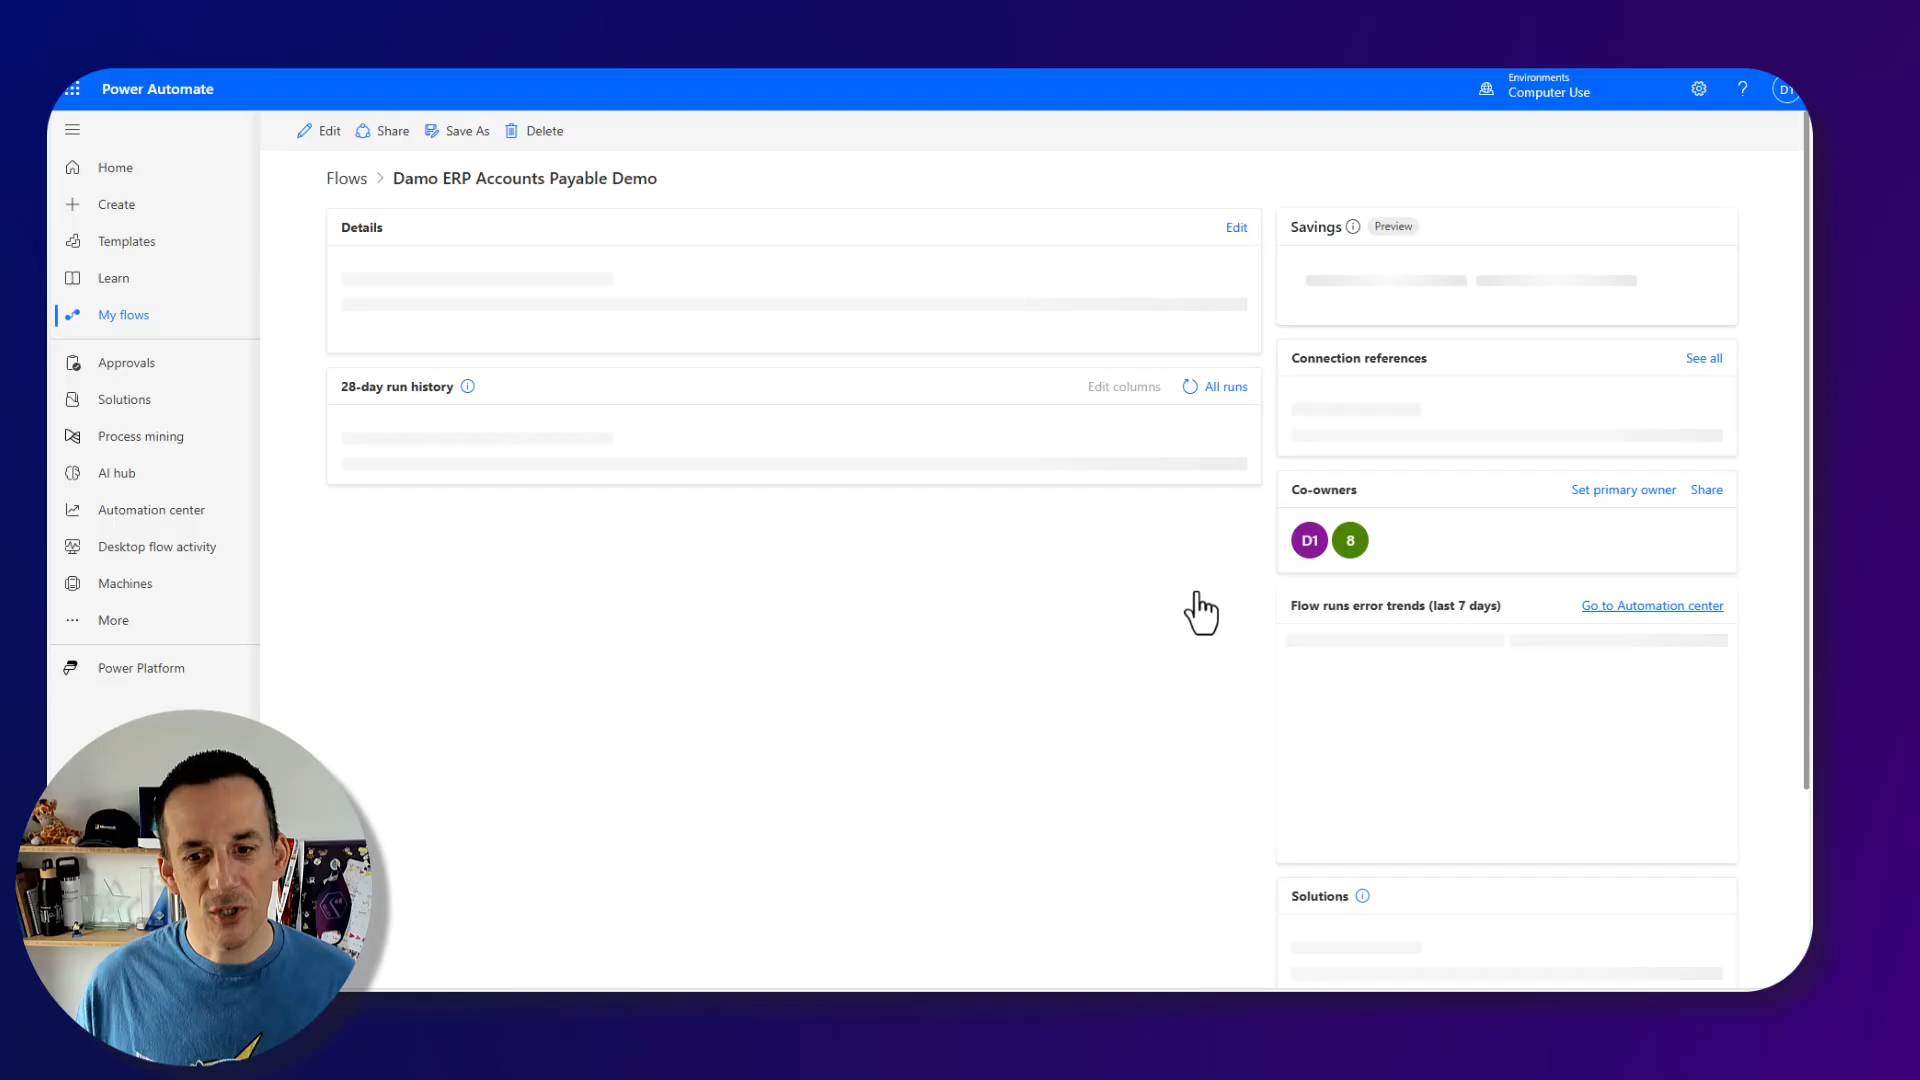 Power Automate
Environments
Computer Use
?
D1
Edit
Share
Save As
Delete
Home
Create
Templates
Learn
My flows
Approvals
Solutions
Process mining
AI hub
Automation center
Desktop flow activity
Machines
More
Power Platform
Flows > Damo ERP Accounts Payable Demo
Details
Edit
28-day run history
Edit columns
All runs
Savings
Preview
Connection references
See all
Co-owners
Set primary owner
Share
D1
8
Flow runs error trends (last 7 days)
Go to Automation center
Solutions
Microsoft